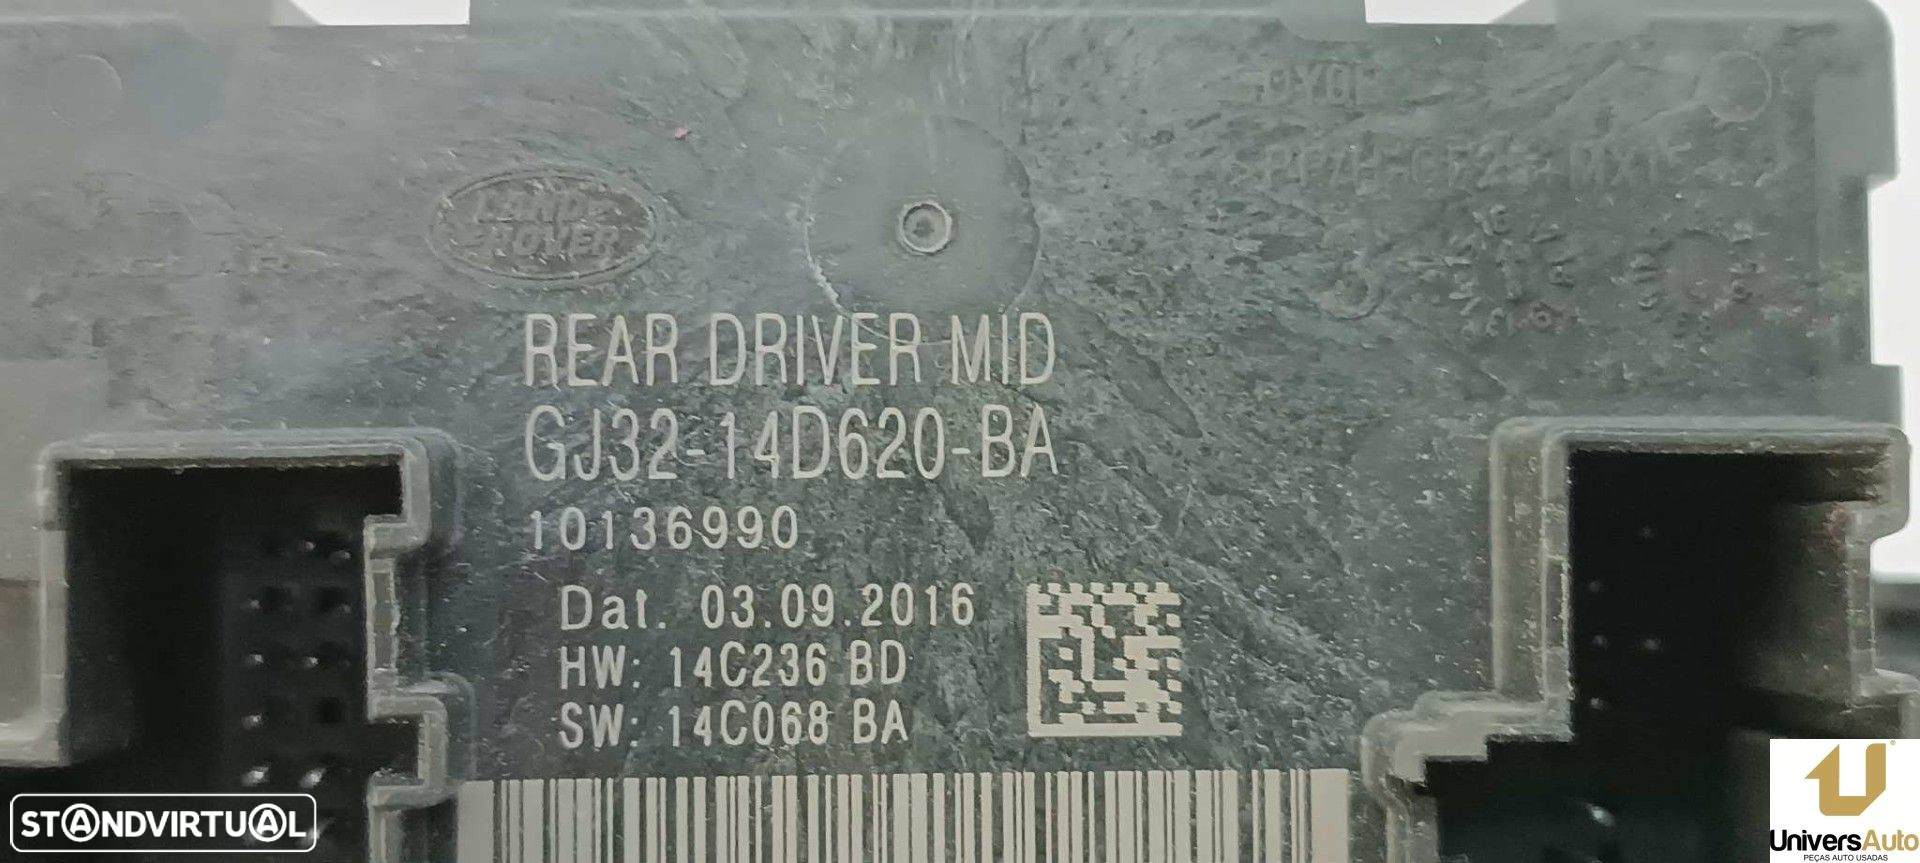 LAND
ROVER
REAR DRIVER MID
GJ32-14D620-BA
10136990
Dat. 03.09.2016
HW: 14C236 BD
SW: 14C068 BA
STANDVIRTUAL
UniversAuto
PEÇAS AUTO USADAS